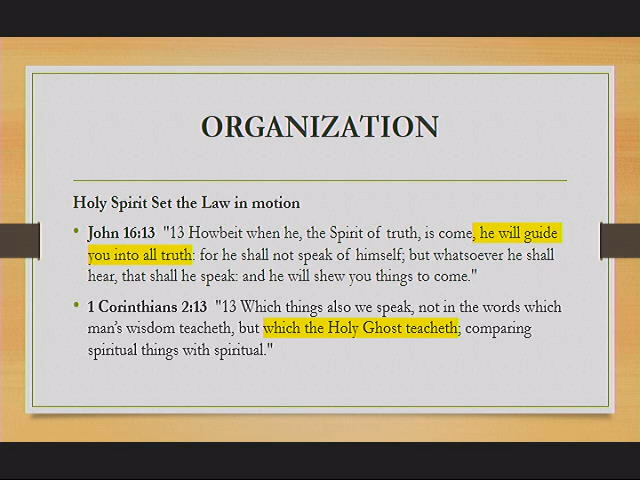 ORGANIZATION
Holy Spirit Set the Law in motion
• John 16:13 "13 Howbeit when he, the Spirit of truth, is come, he will guide
you into all truth: for he shall not speak of himself; but whatsoever he shall
hear, that shall he speak: and he will shew you things to come."
• 1 Corinthians 2:13 "13 Which things also we speak, not in the words which
man's wisdom teacheth, but which the Holy Ghost teacheth; comparing
spiritual things with spiritual."